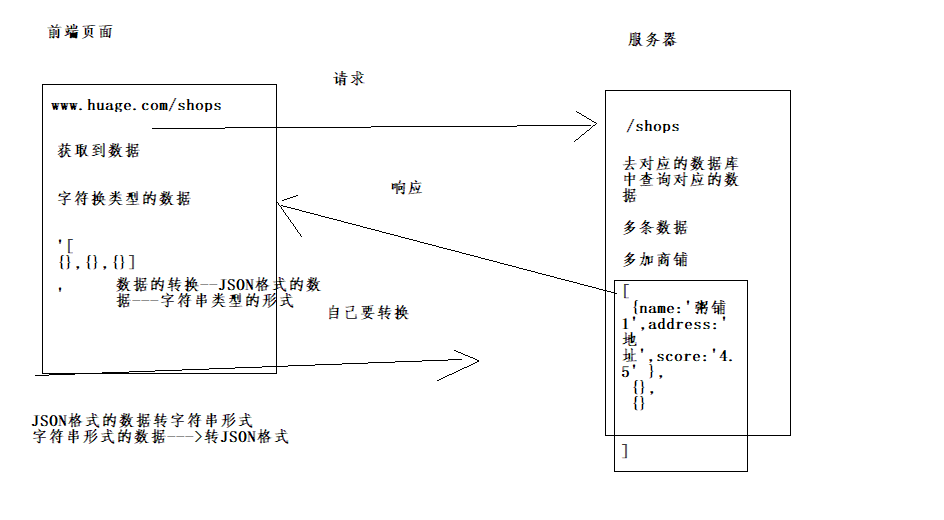 前端页面
服务器
请求
www.huage.com/shops
/shops
获取到数据
去对应的数据库
中查询对应的数
据
响应
字符换类型的数据
多条数据
'[
{},{},{}]
'
多加商铺
数据的转换--JSON格式的数
据---字符串类型的形式
自己要转换
[
{name:'粥铺
1',address:'
地
址',score:'4.
5' },
{},
{}
]
JSON格式的数据转字符串形式
字符串形式的数据--->转JSON格式